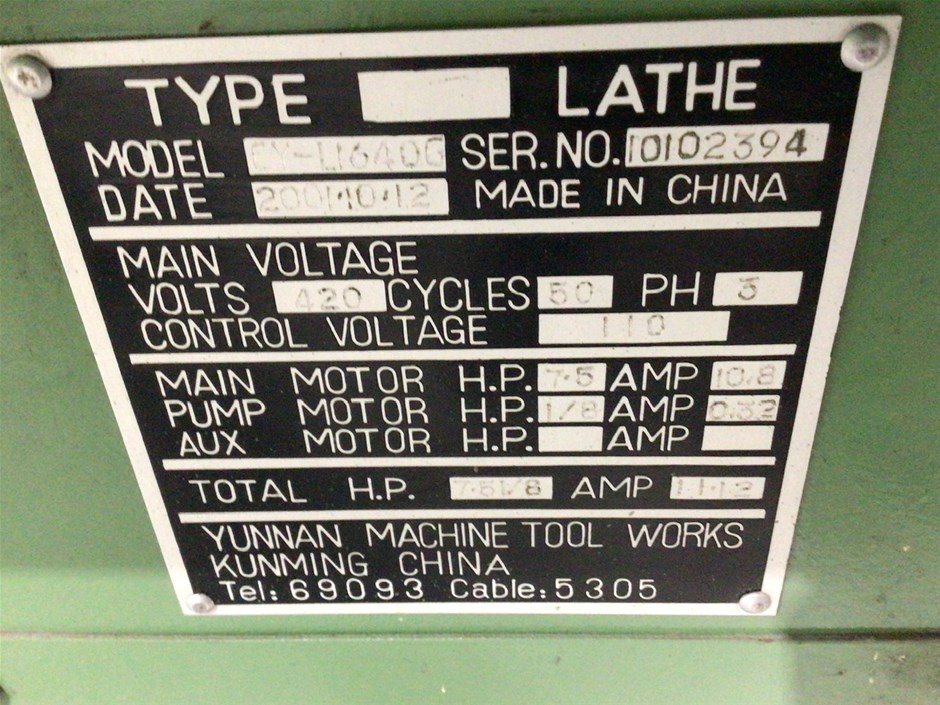 TYPE LATHE
MODEL CY-L1640G SER. NO. 10102394
DATE 2001.10.12 MADE IN CHINA
MAIN VOLTAGE
VOLTS 420 CYCLES 50 PH 3
CONTROL VOLTAGE 110
MAIN MOTOR H.P. 7.5 AMP 10.8
PUMP MOTOR H.P. 1/8 AMP 0.32
AUX MOTOR H.P. AMP
TOTAL H.P. 7.51/8 AMP 11.12
YUNNAN MACHINE TOOL WORKS
KUNMING CHINA
Tel: 69093 Cable: 5305